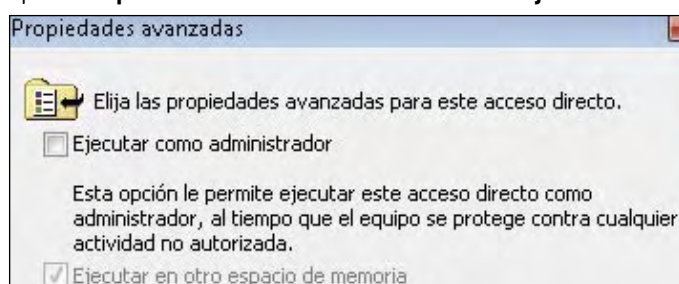 Propiedades avanzadas
Elija las propiedades avanzadas para este acceso directo.
Ejecutar como administrador
Esta opción le permite ejecutar este acceso directo como
administrador, al tiempo que el equipo se protege contra cualquier
actividad no autorizada.
Ejecutar en otro espacio de memoria